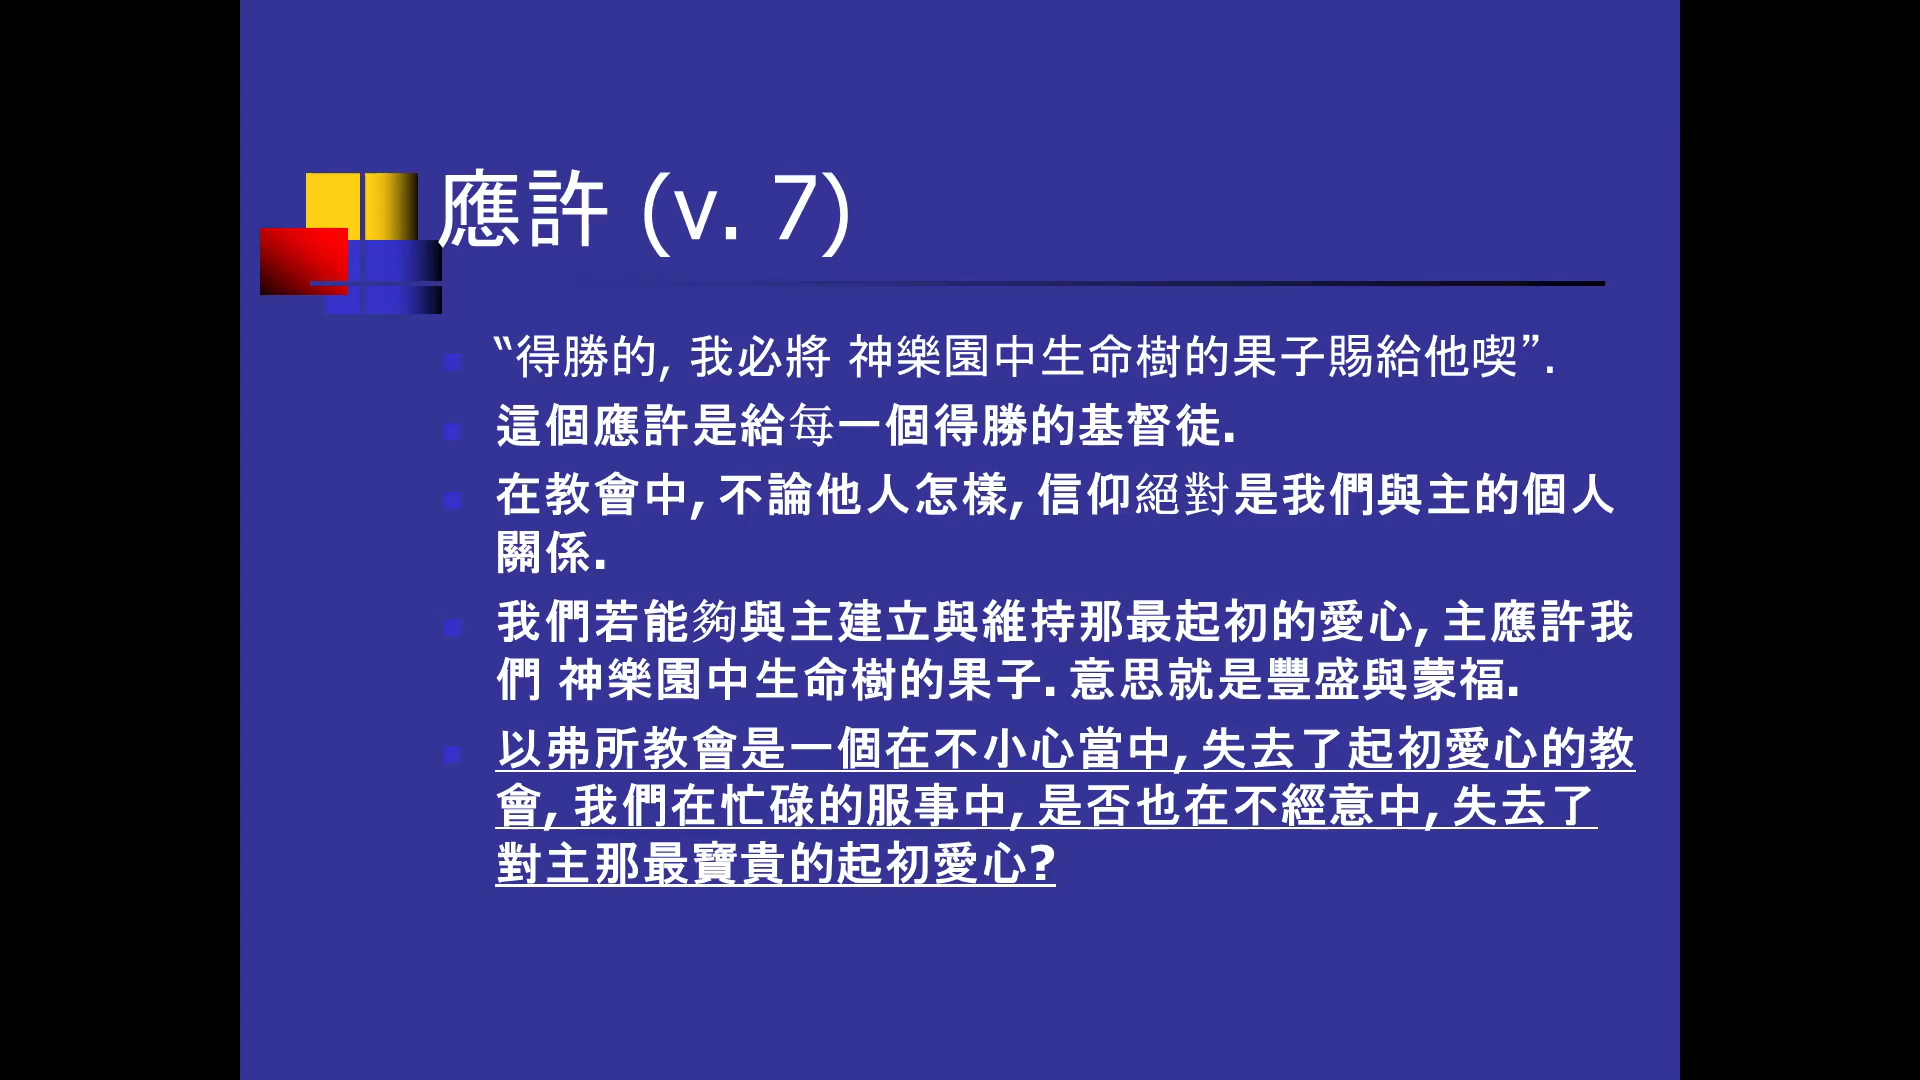 應許 (v. 7)
“得勝的, 我必將 神樂園中生命樹的果子賜給他喫”.
這個應許是給每一個得勝的基督徒.
在教會中, 不論他人怎樣, 信仰絕對是我們與主的個人
關係.
我們若能夠與主建立與維持那最起初的愛心, 主應許我
們 神樂園中生命樹的果子. 意思就是豐盛與蒙福.
以弗所教會是一個在不小心當中, 失去了起初愛心的教
會, 我們在忙碌的服事中, 是否也在不經意中, 失去了
對主那最寶貴的起初愛心?